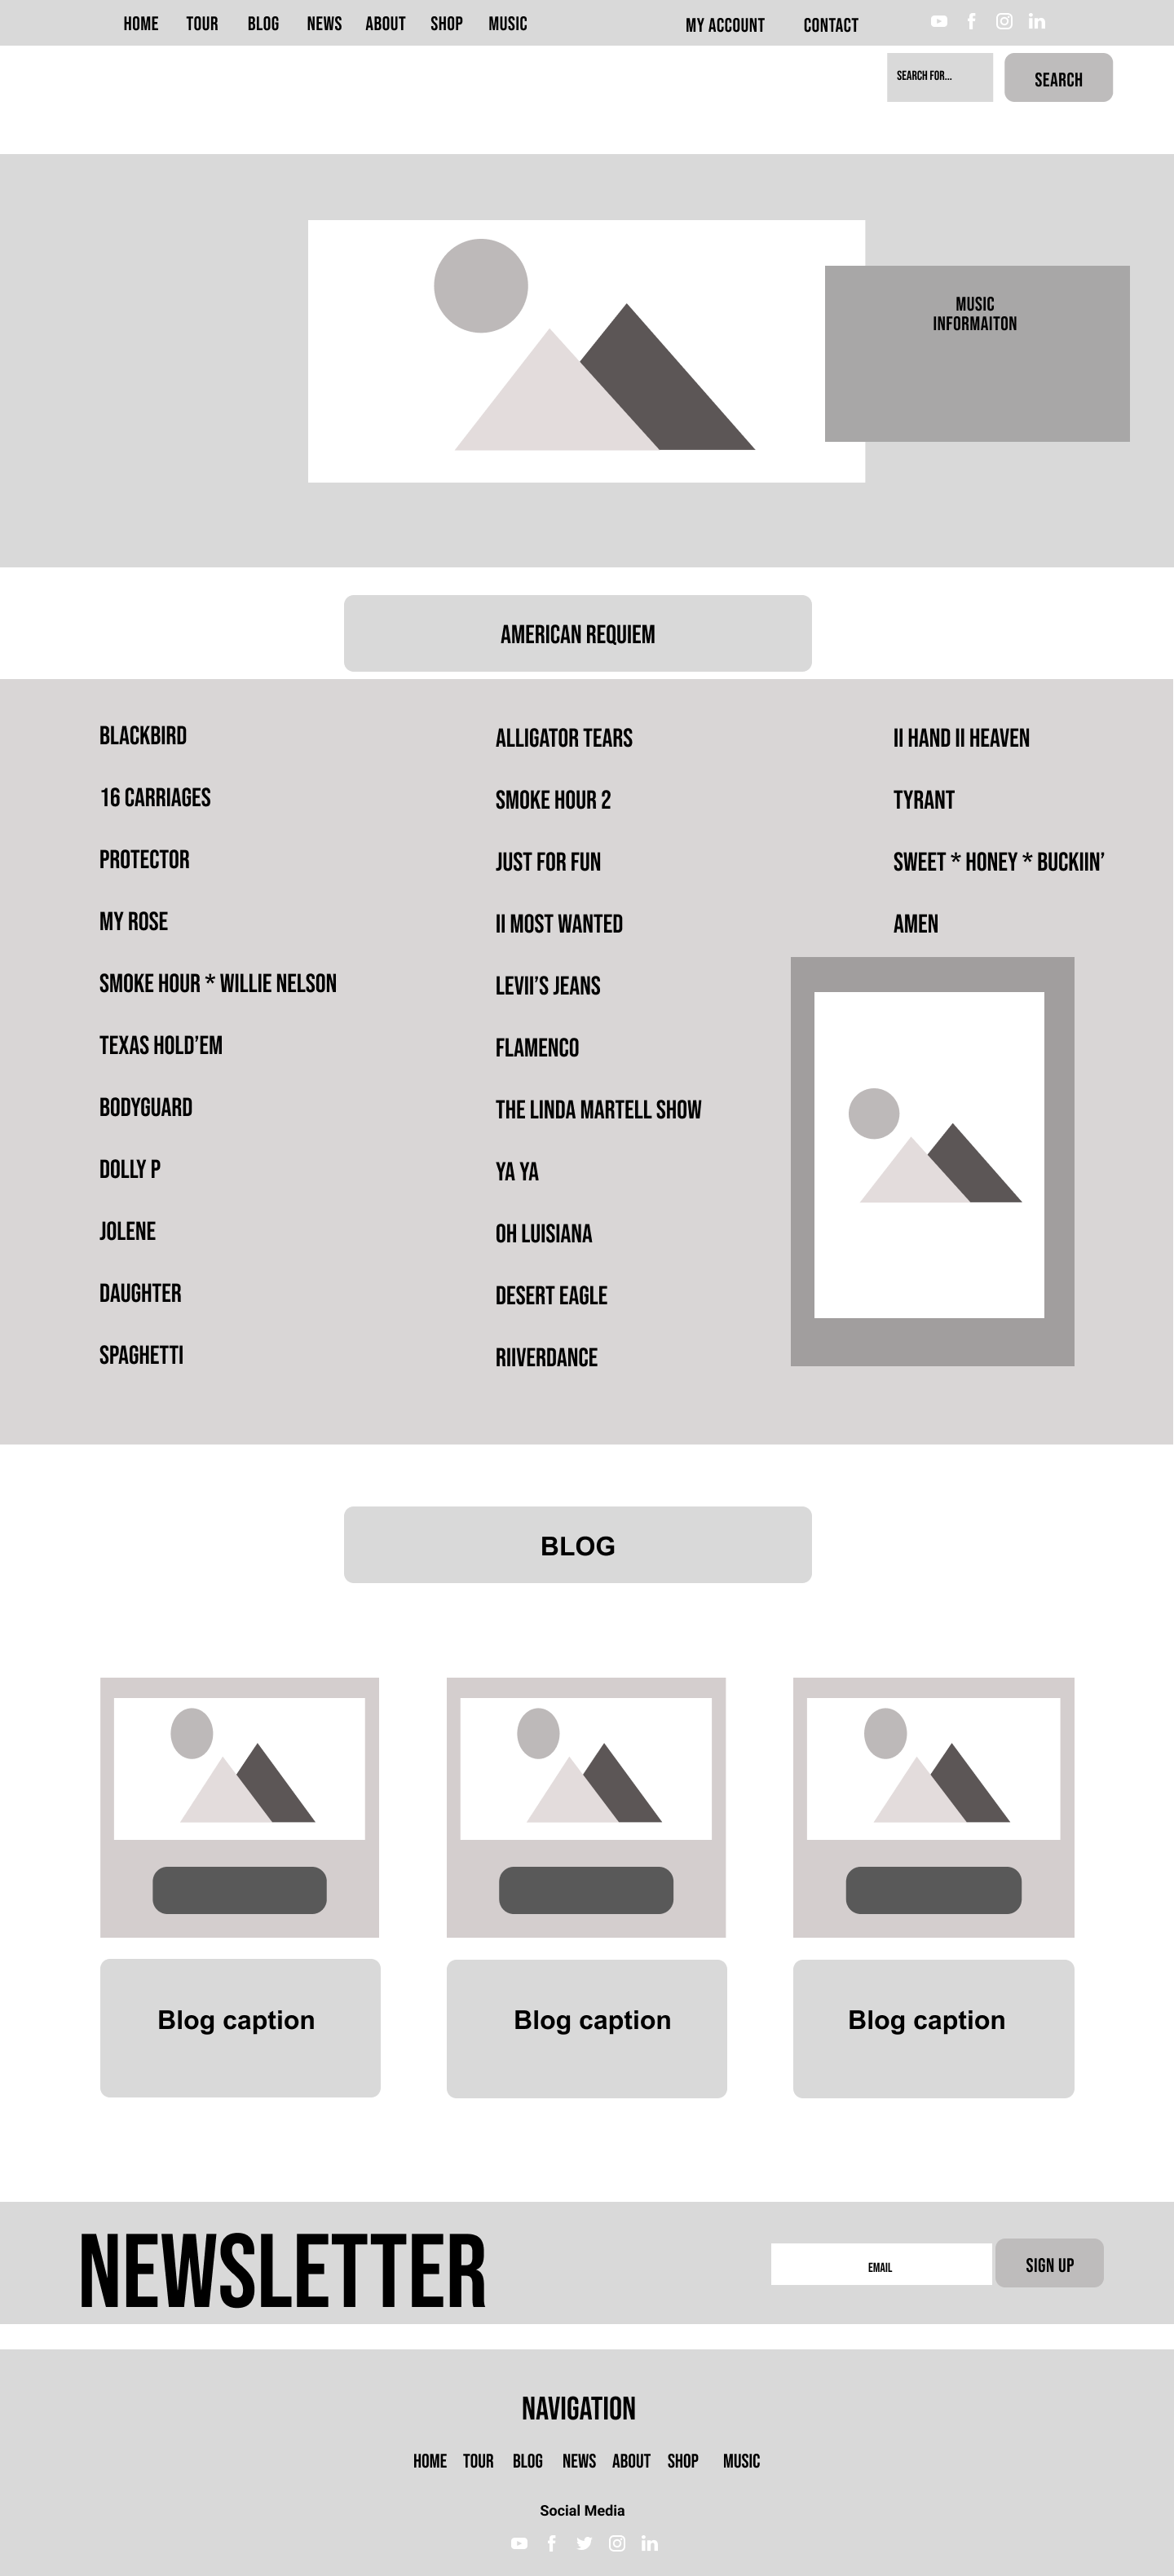 HOME TOUR BLOG NEWS ABOUT SHOP MUSIC MY ACCOUNT CONTACT
SEARCH FOR... SEARCH
MUSIC
INFORMAITON
AMERICAN REQUIEM
BLACKBIRD
16 CARRIAGES
PROTECTOR
MY ROSE
SMOKE HOUR * WILLIE NELSON
TEXAS HOLD’EM
BODYGUARD
DOLLY P
JOLENE
DAUGHTER
SPAGHETTI
ALLIGATOR TEARS
SMOKE HOUR 2
JUST FOR FUN
II MOST WANTED
LEVII’S JEANS
FLAMENCO
THE LINDA MARTELL SHOW
YA YA
OH LUISIANA
DESERT EAGLE
RIIVERDANCE
II HAND II HEAVEN
TYRANT
SWEET * HONEY * BUCKIIN’
AMEN
BLOG
Blog caption
Blog caption
Blog caption
NEWSLETTER
EMAIL SIGN UP
NAVIGATION
HOME TOUR BLOG NEWS ABOUT SHOP MUSIC
Social Media